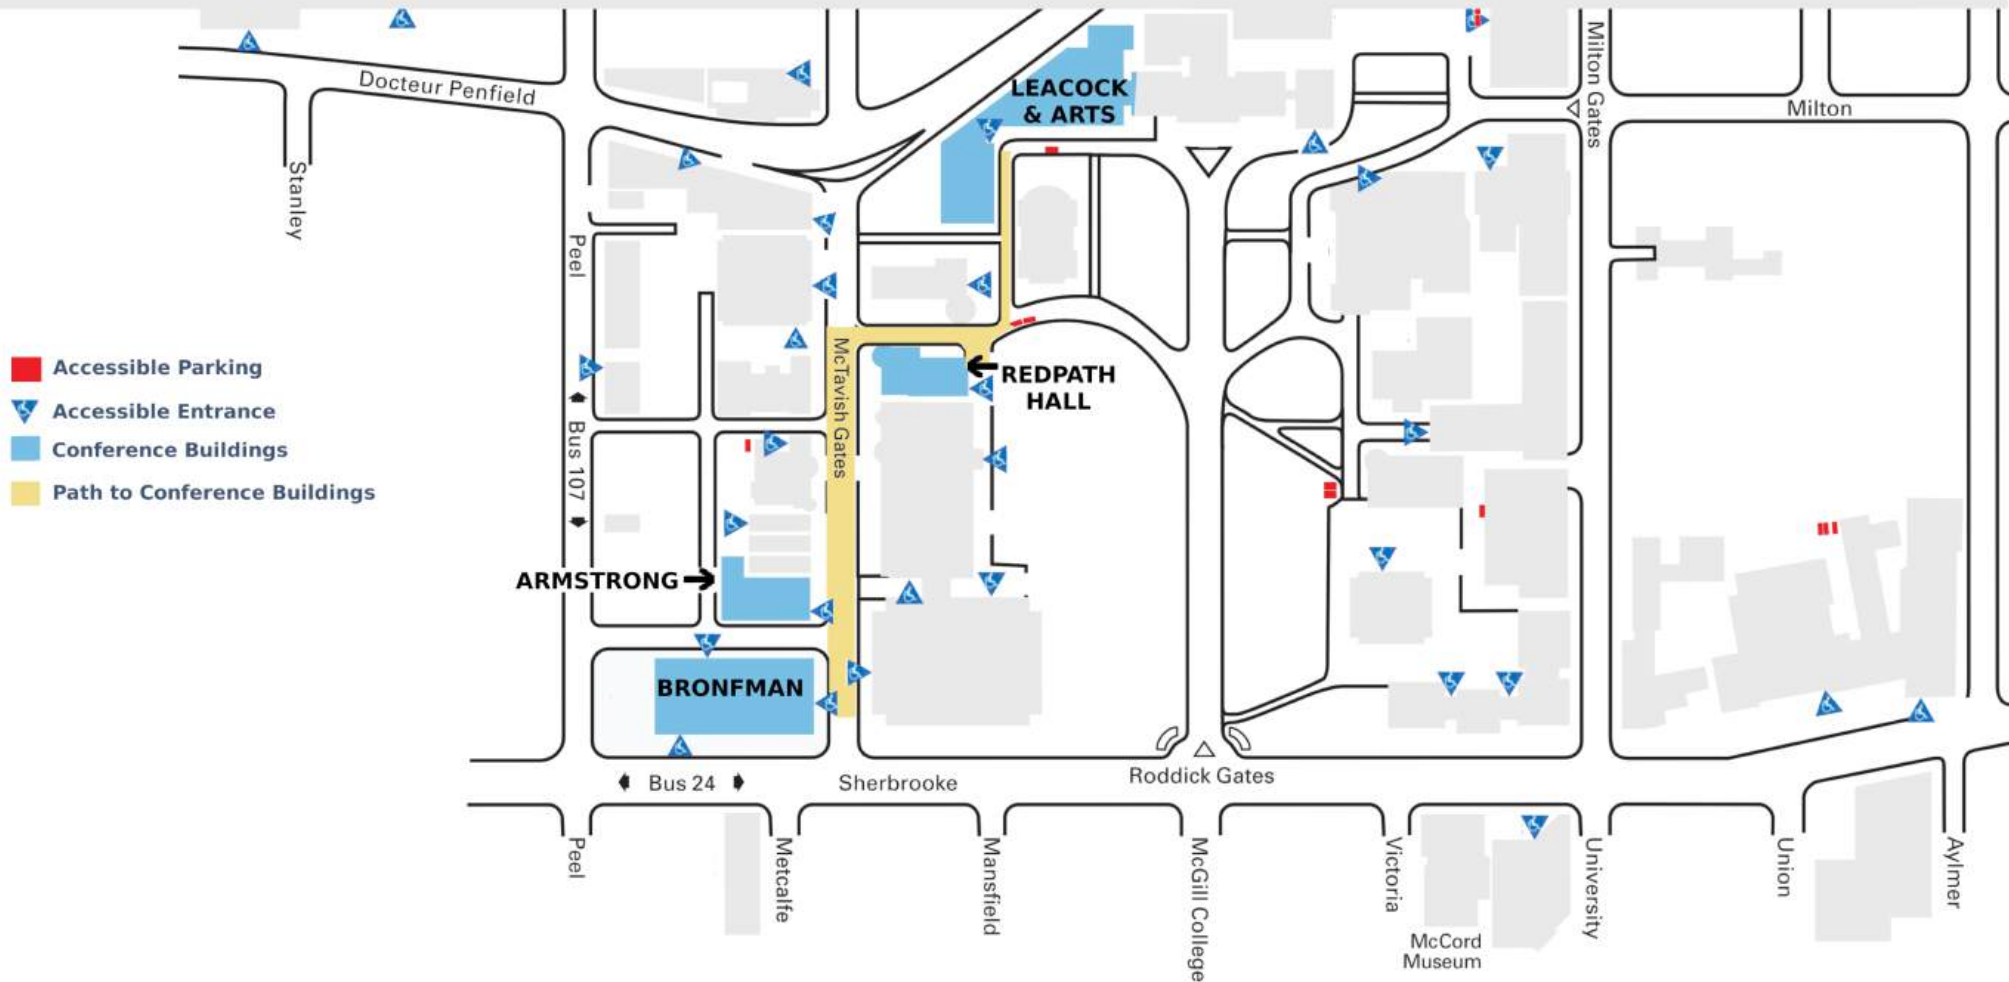 Docteur Penfield
Stanley
LEACOCK
& ARTS
Milton Gates
Milton
Peel
Accessible Parking
Accessible Entrance
Conference Buildings
Path to Conference Buildings
McTavish Gates
REDPATH
HALL
Bus 107
ARMSTRONG
BRONFMAN
Bus 24
Sherbrooke
Roddick Gates
Peel
Metcalfe
Mansfield
McGill College
Victoria
University
Union
Aylmer
McCord
Museum